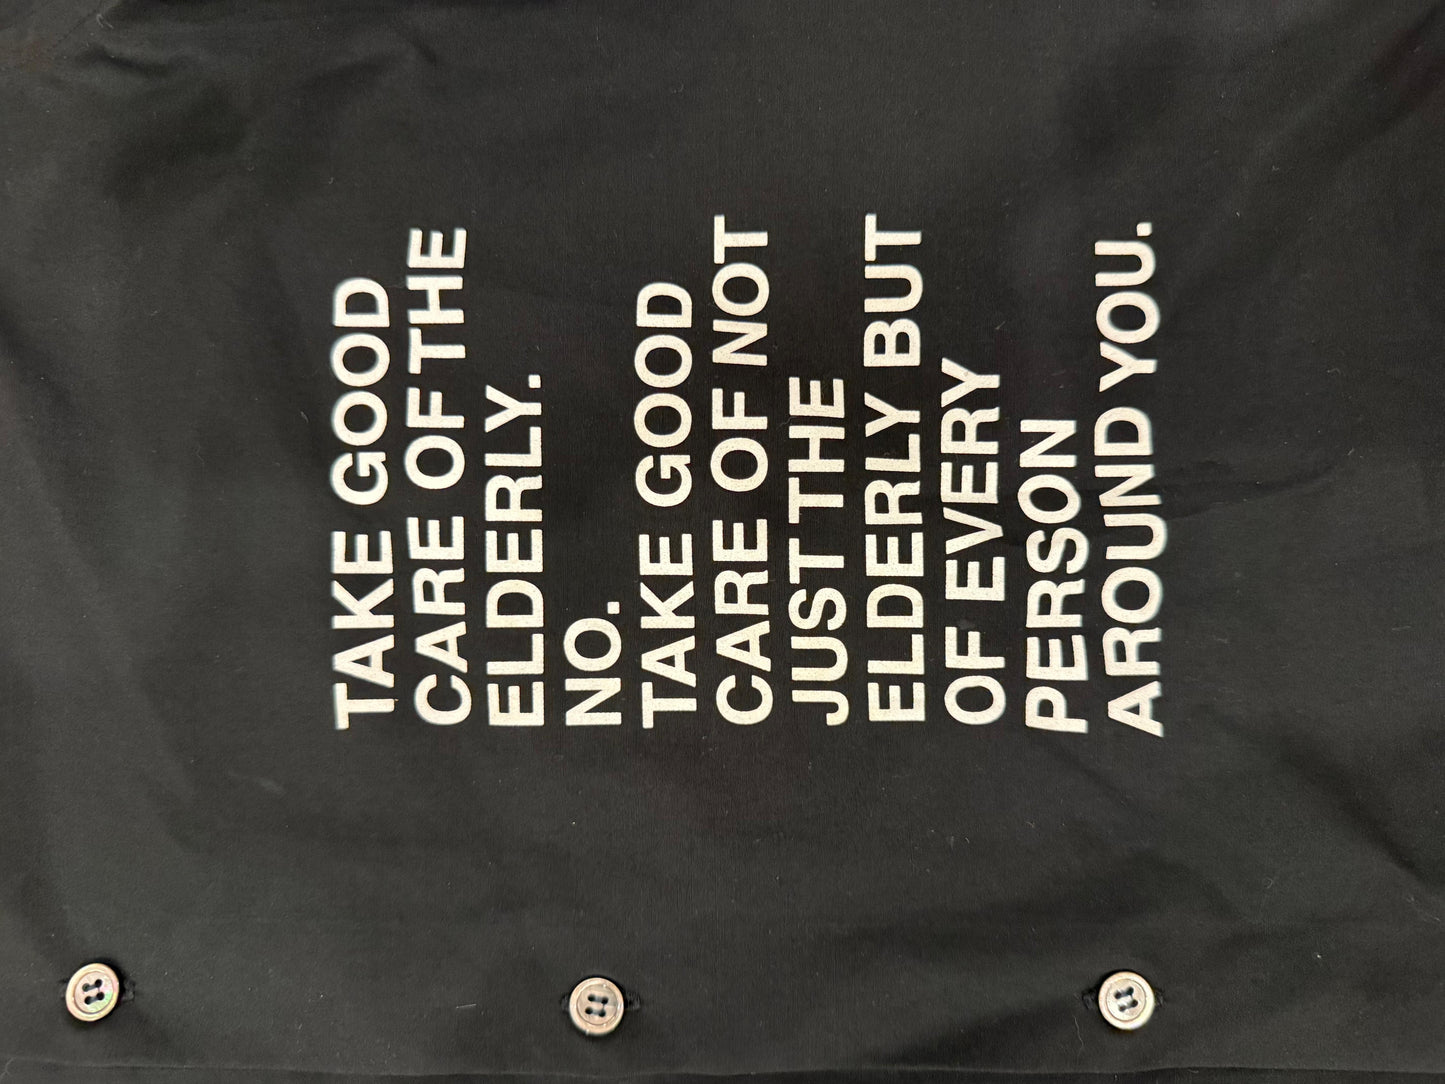 TAKE GOOD
CARE OF THE
ELDERLY.
NO.
TAKE GOOD
CARE OF NOT
JUST THE
ELDERLY BUT
OF EVERY
PERSON
AROUND YOU.